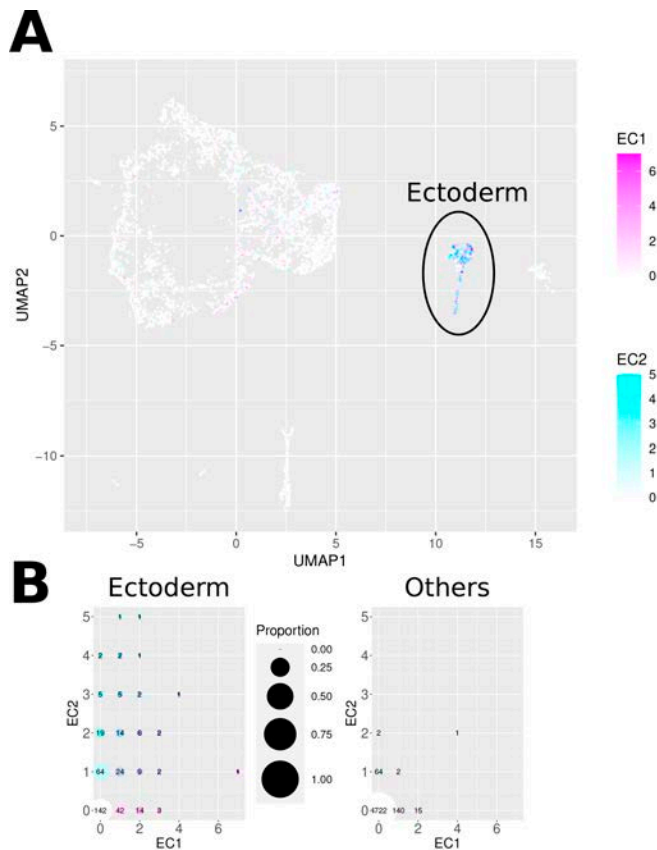 A
EC1
6
4
2
0
EC2
5
4
3
2
1
0
Ectoderm
UMAP2
5
0
−5
−10
−5 0 5 10 15
UMAP1
B
Ectoderm
Proportion
0.00
0.25
0.50
0.75
1.00
Others
EC2
5 1 1
4 2 2 1
3 5 5 2 1
2 19 14 6 2
1 64 24 9 2 1
0 142 42 14 3
0 2 4 6
EC1
EC2
5
4
3
2 2 1
1 64 2
0 4722 140 15
0 2 4 6
EC1